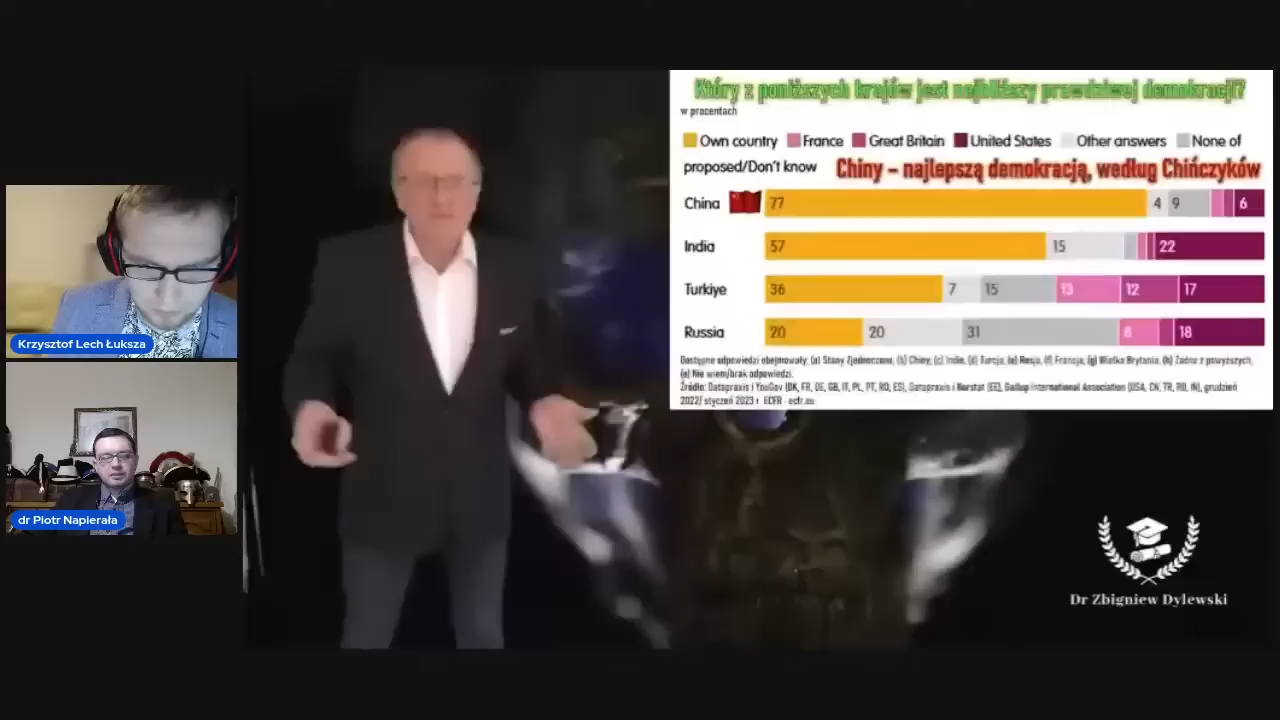 Który z poniższych krajów jest najbliższy prawdziwej demokracji?
w procentach
Own country France Great Britain United States Other answers None of
proposed/Don't know
Chiny – najlepszą demokracją, według Chińczyków
China 77 4 9 6
India 57 15 22
Turkiye 36 7 15 13 12 17
Russia 20 20 31 8 18
Dostępne odpowiedzi obejmowały: (a) Stany Zjednoczone, (b) Chiny, (c) Indie, (d) Turcja, (e) Rosja, (f) Francja, (g) Wielka Brytania, (h) Żadne z powyższych,
(e) Nie wiem/brak odpowiedzi.
Źródło: Datapraxis i YouGov (DK, FR, DE, GB, IT, PL, PT, RO, ES), Datapraxis i Norstat (EE), Gallup International Association (USA, CN, TR, RU, IN), grudzień
2022/ styczeń 2023 r. ECFR · ecfr.eu
Krzysztof Lech Łuksza
dr Piotr Napierała
Dr Zbigniew Dylewski